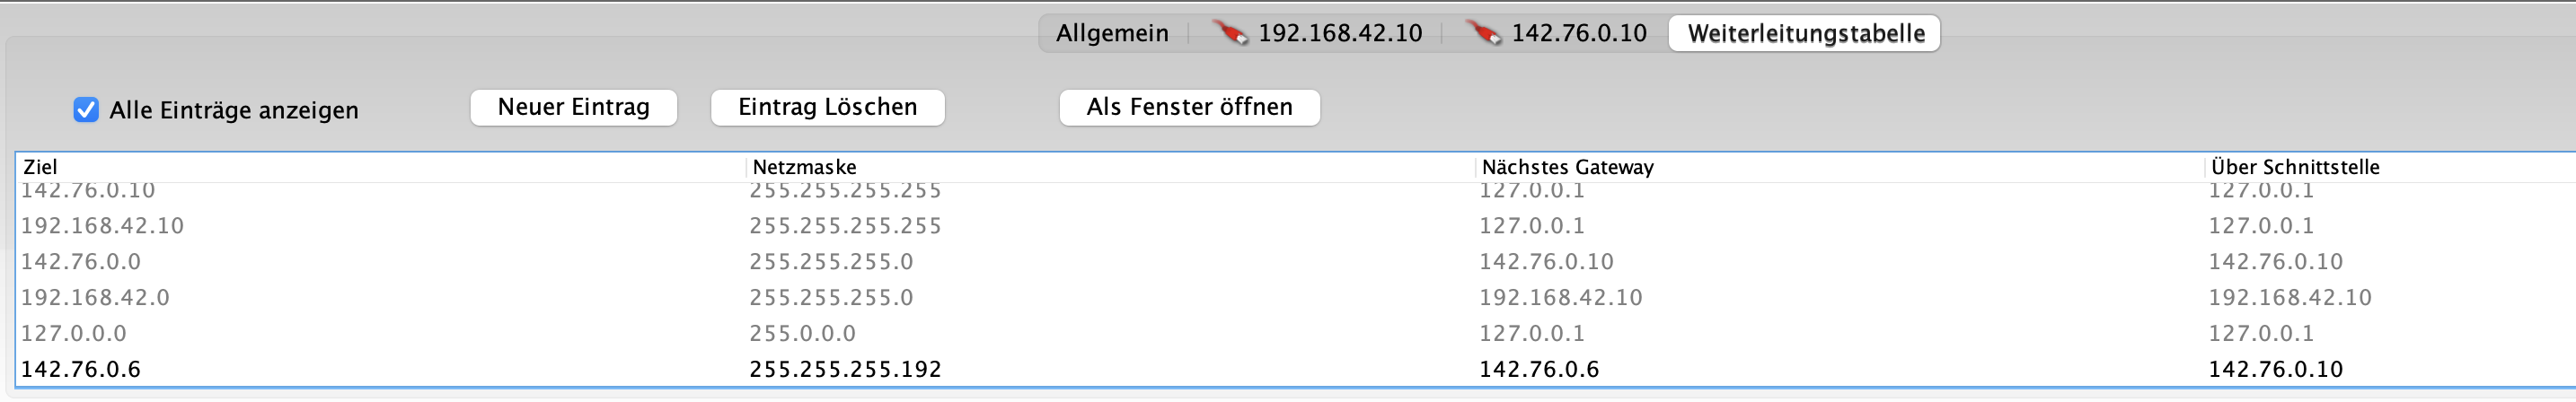 Allgemein 192.168.42.10 142.76.0.10 Weiterleitungstabelle
Alle Einträge anzeigen Neuer Eintrag Eintrag Löschen Als Fenster öffnen
Ziel Netzmaske Nächstes Gateway Über Schnittstelle
142.76.0.10 255.255.255.255 127.0.0.1 127.0.0.1
192.168.42.10 255.255.255.255 127.0.0.1 127.0.0.1
142.76.0.0 255.255.255.0 142.76.0.10 142.76.0.10
192.168.42.0 255.255.255.0 192.168.42.10 192.168.42.10
127.0.0.0 255.0.0.0 127.0.0.1 127.0.0.1
142.76.0.6 255.255.255.192 142.76.0.6 142.76.0.10